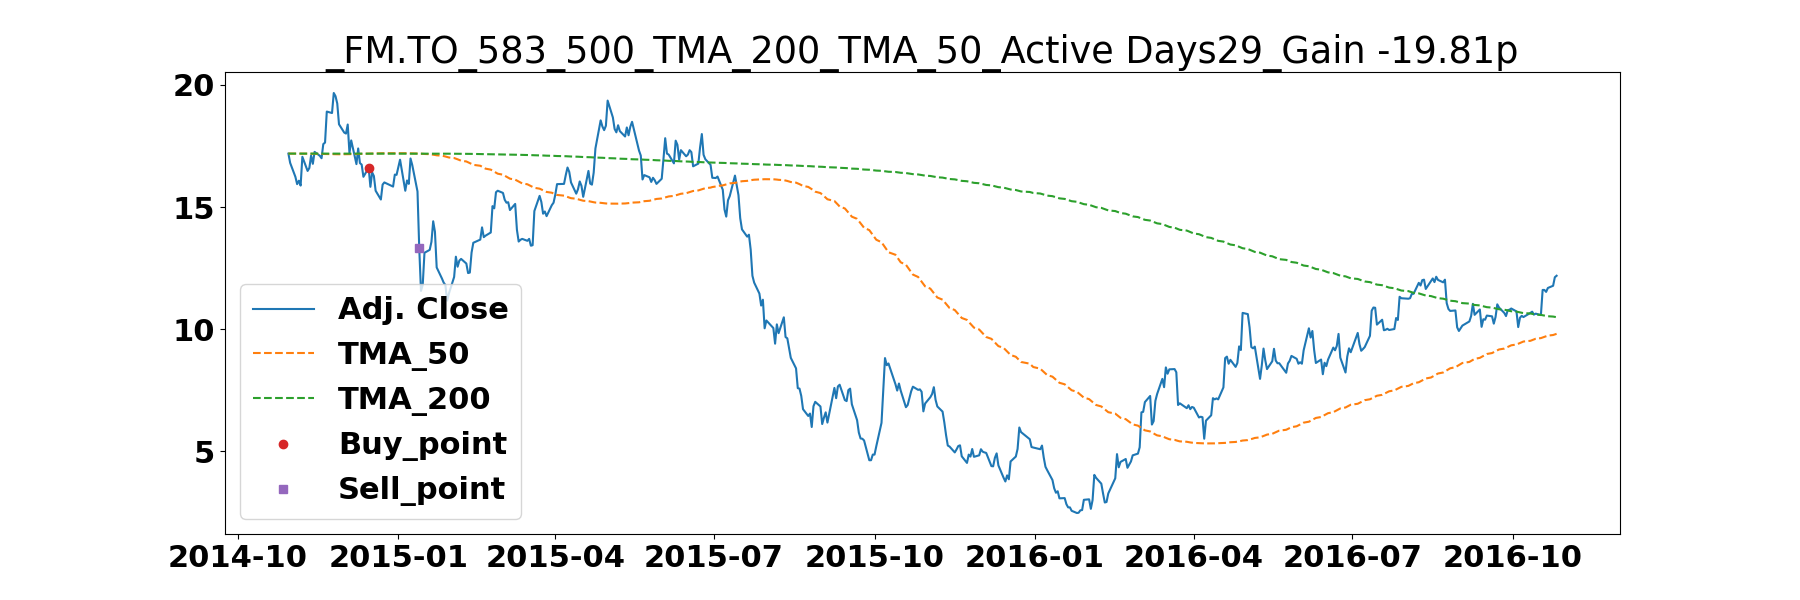 _FM.TO_583_500_TMA_200_TMA_50_Active Days29_Gain -19.81p
20
15
10
5
Adj. Close
TMA_50
TMA_200
Buy_point
Sell_point
2014-10 2015-01 2015-04 2015-07 2015-10 2016-01 2016-04 2016-07 2016-10